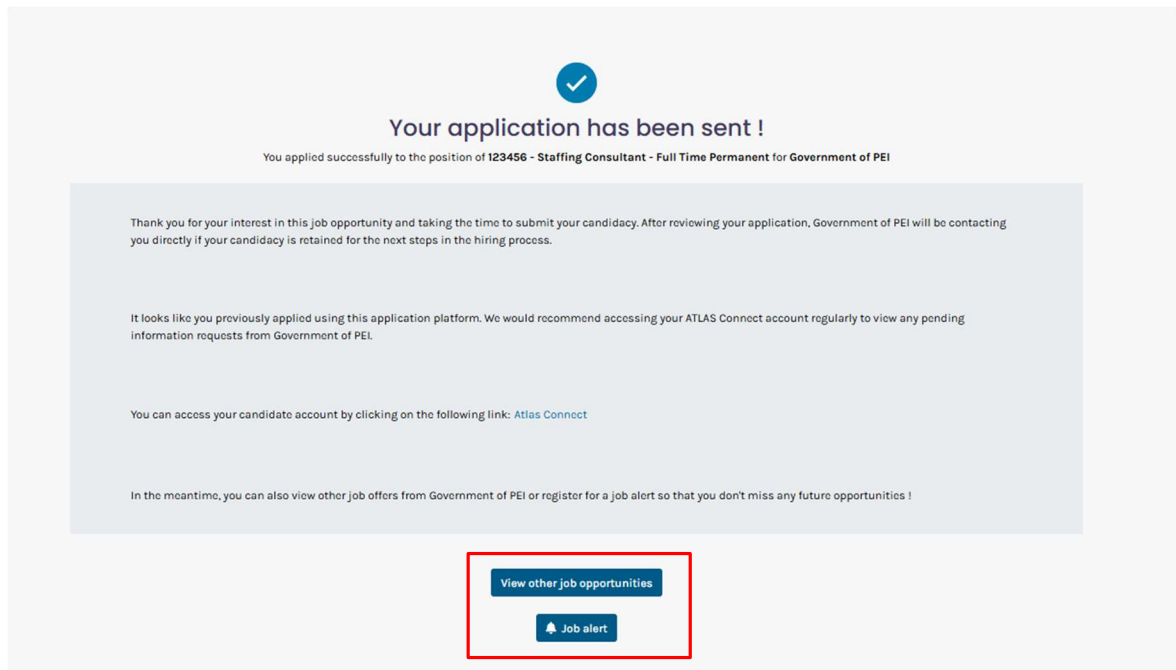 Your application has been sent !
You applied successfully to the position of 123456 - Staffing Consultant - Full Time Permanent for Government of PEI
Thank you for your interest in this job opportunity and taking the time to submit your candidacy. After reviewing your application, Government of PEI will be contacting
you directly if your candidacy is retained for the next steps in the hiring process.
It looks like you previously applied using this application platform. We would recommend accessing your ATLAS Connect account regularly to view any pending
information requests from Government of PEI.
You can access your candidate account by clicking on the following link: Atlas Connect
In the meantime, you can also view other job offers from Government of PEI or register for a job alert so that you don't miss any future opportunities !
View other job opportunities
Job alert